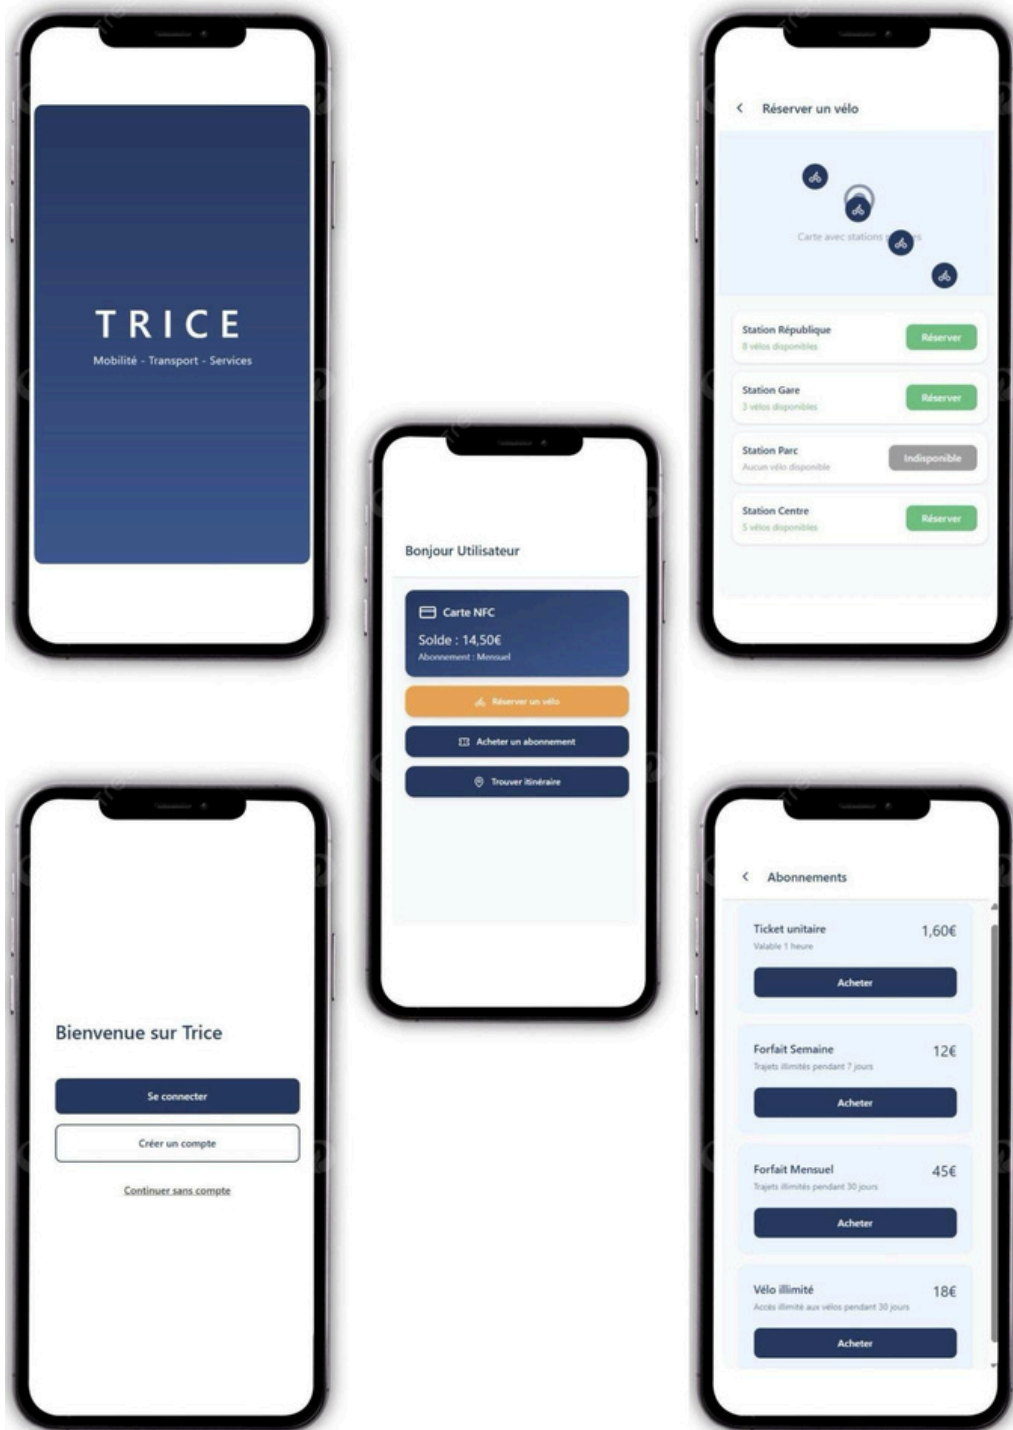 TRICE
Mobilité - Transport - Services
Réserver un vélo
Carte avec stations
Station République
8 vélos disponibles
Réserver
Station Gare
3 vélos disponibles
Réserver
Station Parc
Aucun vélo disponible
Indisponible
Station Centre
5 vélos disponibles
Réserver
Bonjour Utilisateur
Carte NFC
Solde : 14,50€
Abonnement : Mensuel
Réserver un vélo
Acheter un abonnement
Trouver itinéraire
Bienvenue sur Trice
Se connecter
Créer un compte
Continuer sans compte
Abonnements
Ticket unitaire
1,60€
Valable 1 heure
Acheter
Forfait Semaine
12€
Trajets illimités pendant 7 jours
Acheter
Forfait Mensuel
45€
Trajets illimités pendant 30 jours
Acheter
Vélo illimité
18€
Accès illimité aux vélos pendant 30 jours
Acheter